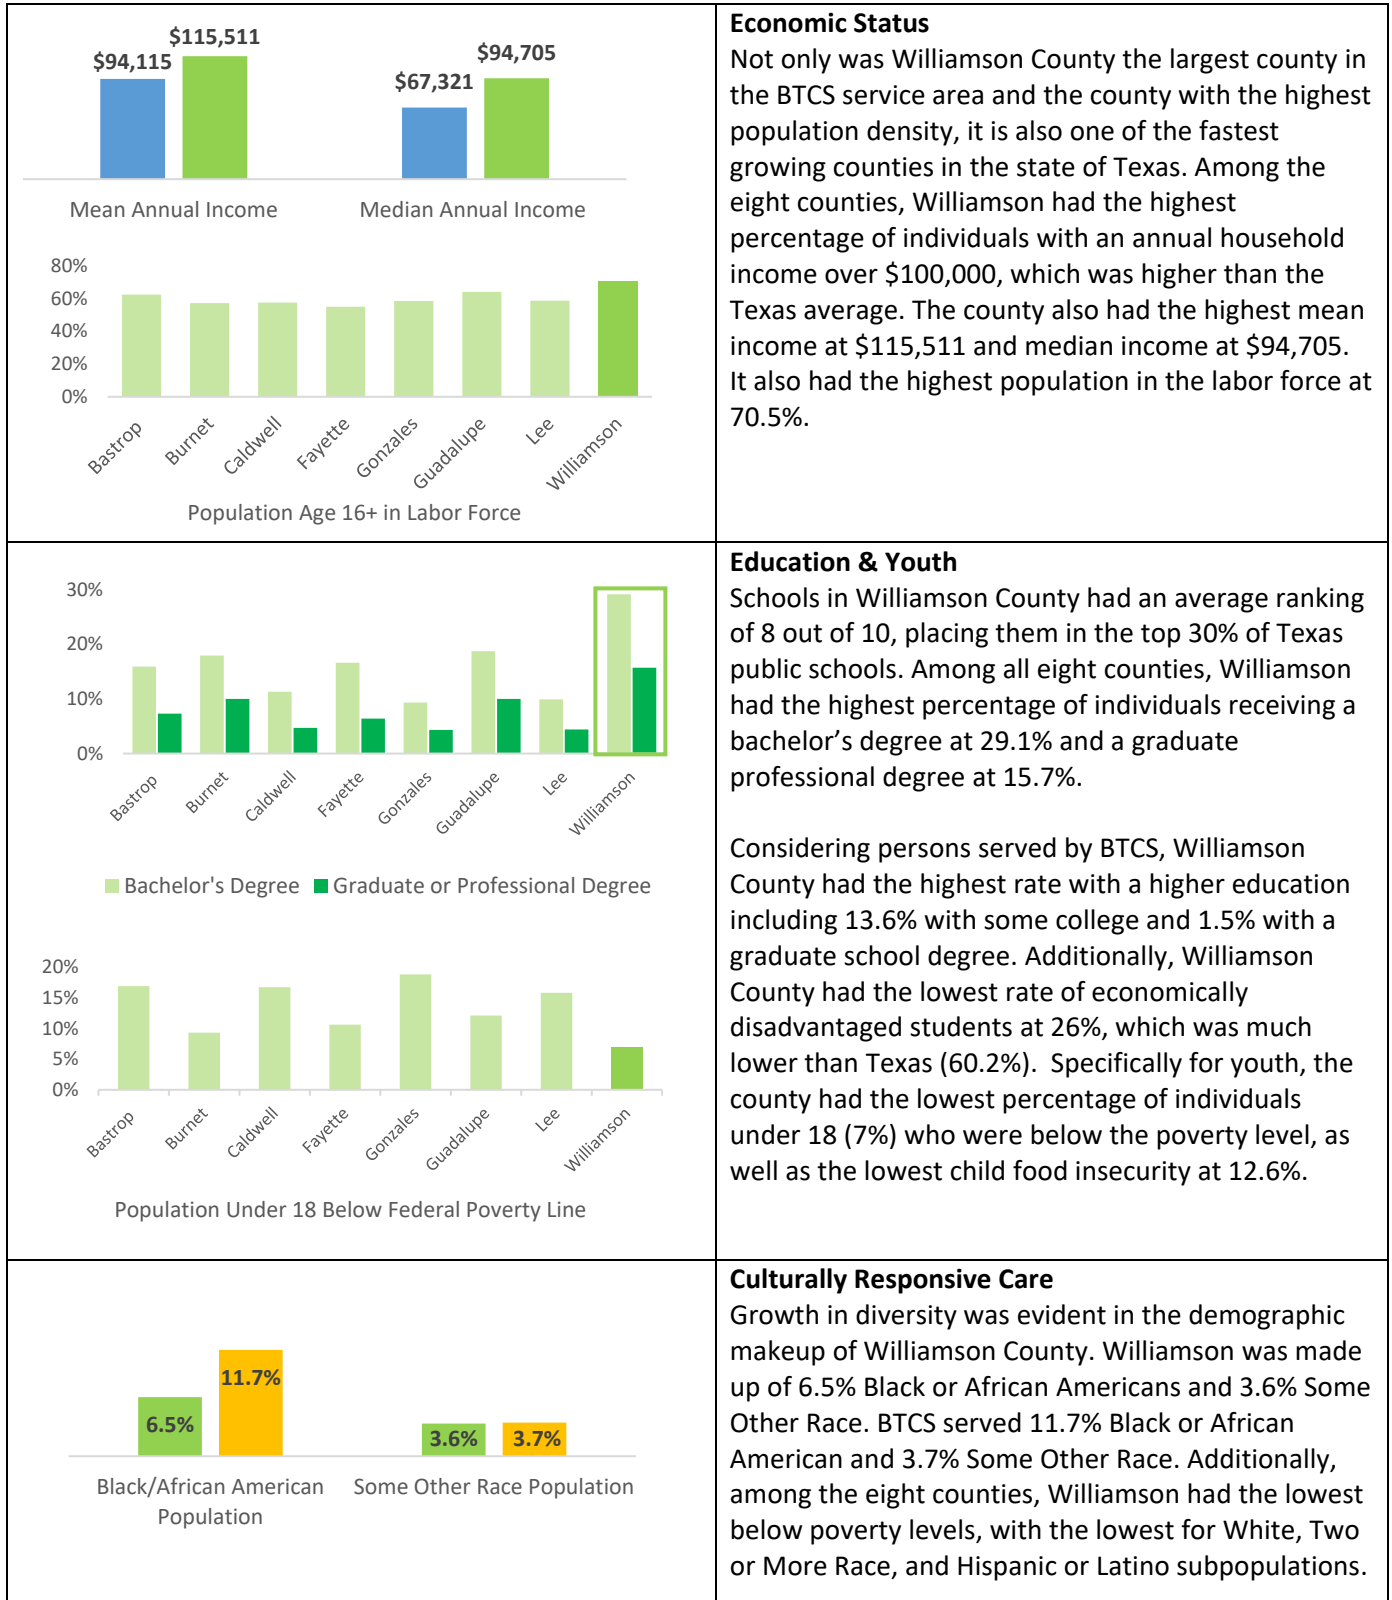 $94,115
$115,511
$67,321
$94,705
Mean Annual Income
Median Annual Income
80%
60%
40%
20%
0%
Bastrop
Burnet
Caldwell
Fayette
Gonzales
Guadalupe
Lee
Williamson
Population Age 16+ in Labor Force
Economic Status
Not only was Williamson County the largest county in
the BTCS service area and the county with the highest
population density, it is also one of the fastest
growing counties in the state of Texas. Among the
eight counties, Williamson had the highest
percentage of individuals with an annual household
income over $100,000, which was higher than the
Texas average. The county also had the highest mean
income at $115,511 and median income at $94,705.
It also had the highest population in the labor force at
70.5%.
30%
20%
10%
0%
Bastrop
Burnet
Caldwell
Fayette
Gonzales
Guadalupe
Lee
Williamson
Bachelor's Degree
Graduate or Professional Degree
20%
15%
10%
5%
0%
Bastrop
Burnet
Caldwell
Fayette
Gonzales
Guadalupe
Lee
Williamson
Population Under 18 Below Federal Poverty Line
Education & Youth
Schools in Williamson County had an average ranking
of 8 out of 10, placing them in the top 30% of Texas
public schools. Among all eight counties, Williamson
had the highest percentage of individuals receiving a
bachelor’s degree at 29.1% and a graduate
professional degree at 15.7%.
Considering persons served by BTCS, Williamson
County had the highest rate with a higher education
including 13.6% with some college and 1.5% with a
graduate school degree. Additionally, Williamson
County had the lowest rate of economically
disadvantaged students at 26%, which was much
lower than Texas (60.2%).  Specifically for youth, the
county had the lowest percentage of individuals
under 18 (7%) who were below the poverty level, as
well as the lowest child food insecurity at 12.6%.
6.5%
11.7%
3.6%
3.7%
Black/African American
Population
Some Other Race Population
Culturally Responsive Care
Growth in diversity was evident in the demographic
makeup of Williamson County. Williamson was made
up of 6.5% Black or African Americans and 3.6% Some
Other Race. BTCS served 11.7% Black or African
American and 3.7% Some Other Race. Additionally,
among the eight counties, Williamson had the lowest
below poverty levels, with the lowest for White, Two
or More Race, and Hispanic or Latino subpopulations.